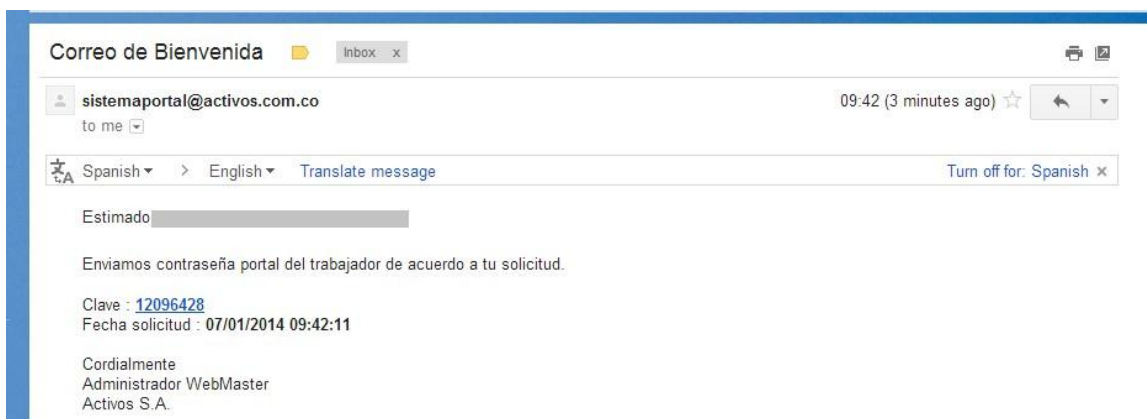 Correo de Bienvenida Inbox x
sistemaportal@activos.com.co 09:42 (3 minutes ago)
to me
Spanish > English Translate message Turn off for: Spanish ×
Estimado
Enviamos contraseña portal del trabajador de acuerdo a tu solicitud.
Clave : 12096428
Fecha solicitud : 07/01/2014 09:42:11
Cordialmente
Administrador WebMaster
Activos S.A.